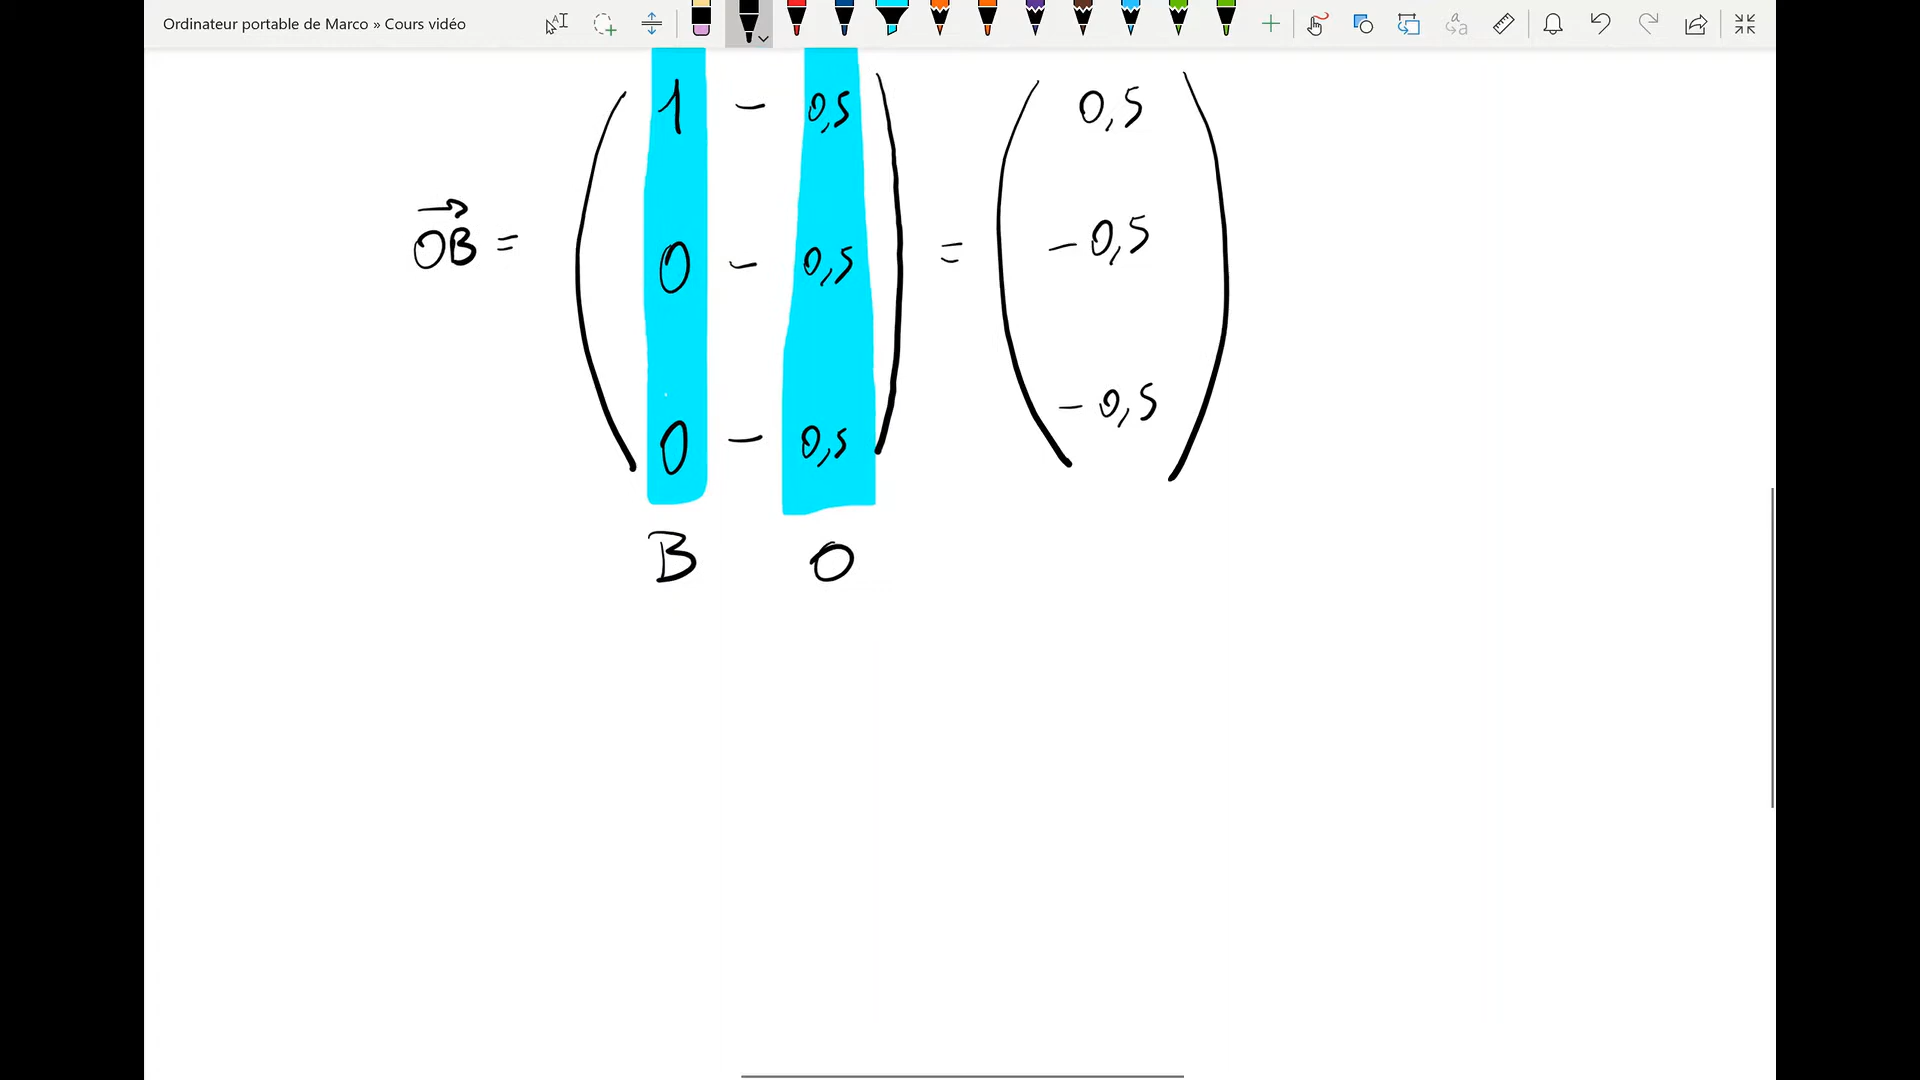 Ordinateur portable de Marco » Cours vidéo
1 - 0,5 0,5
OB = 0 - 0,5 = - 0,5
0 - 0,5 - 0,5
B O